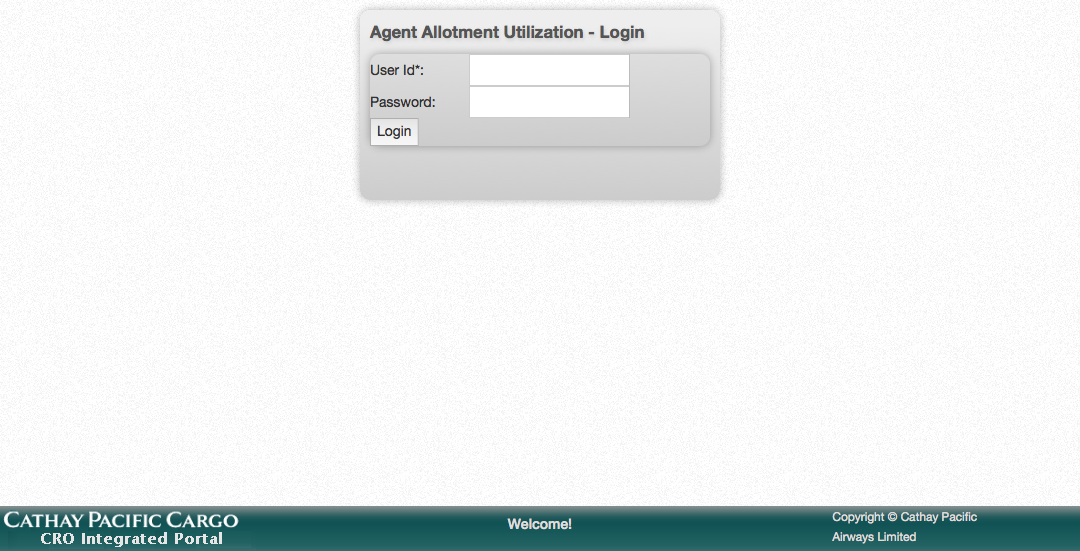 Agent Allotment Utilization - Login
User Id*:
Password:
Login
CATHAY PACIFIC CARGO
CRO Integrated Portal
Welcome!
Copyright © Cathay Pacific
Airways Limited